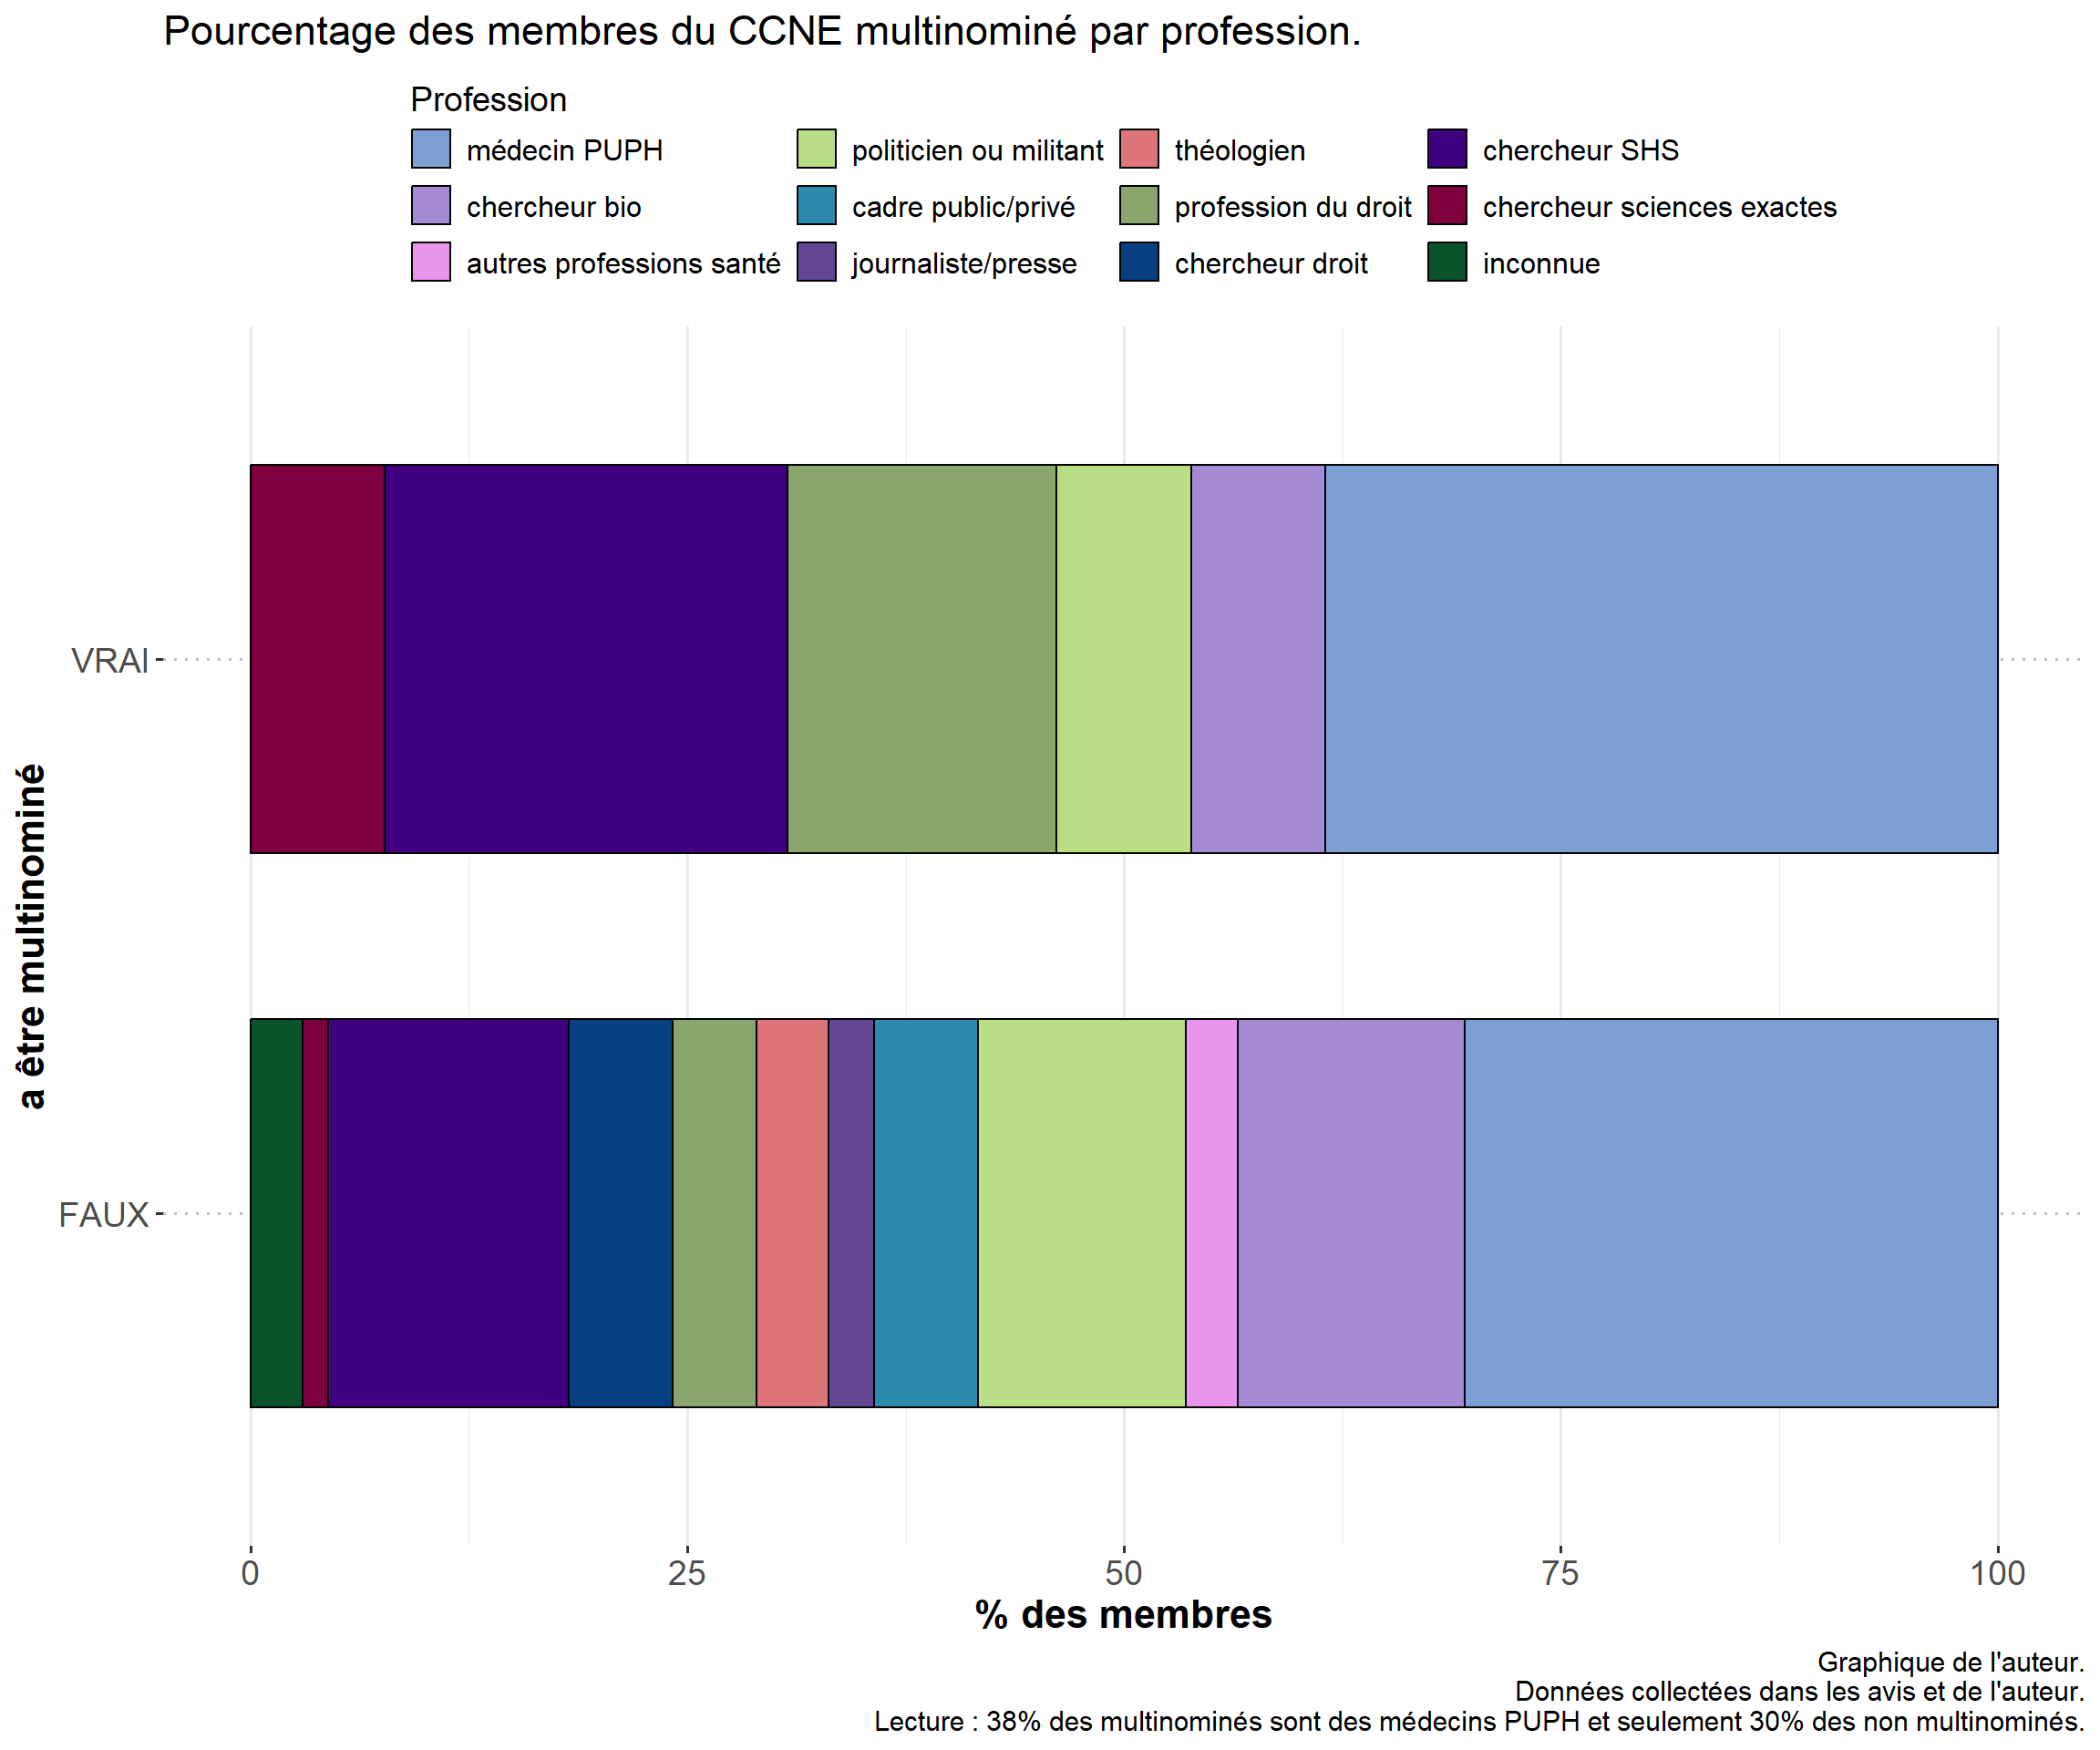 Pourcentage des membres du CCNE multinominé par profession.
Profession
médecin PUPH
politicien ou militant
théologien
chercheur SHS
chercheur bio
cadre public/privé
profession du droit
chercheur sciences exactes
autres professions santé
journaliste/presse
chercheur droit
inconnue
VRAI
FAUX
a être multinominé
0
25
50
75
100
% des membres
Graphique de l'auteur.
Données collectées dans les avis et de l'auteur.
Lecture : 38% des multinominés sont des médecins PUPH et seulement 30% des non multinominés.